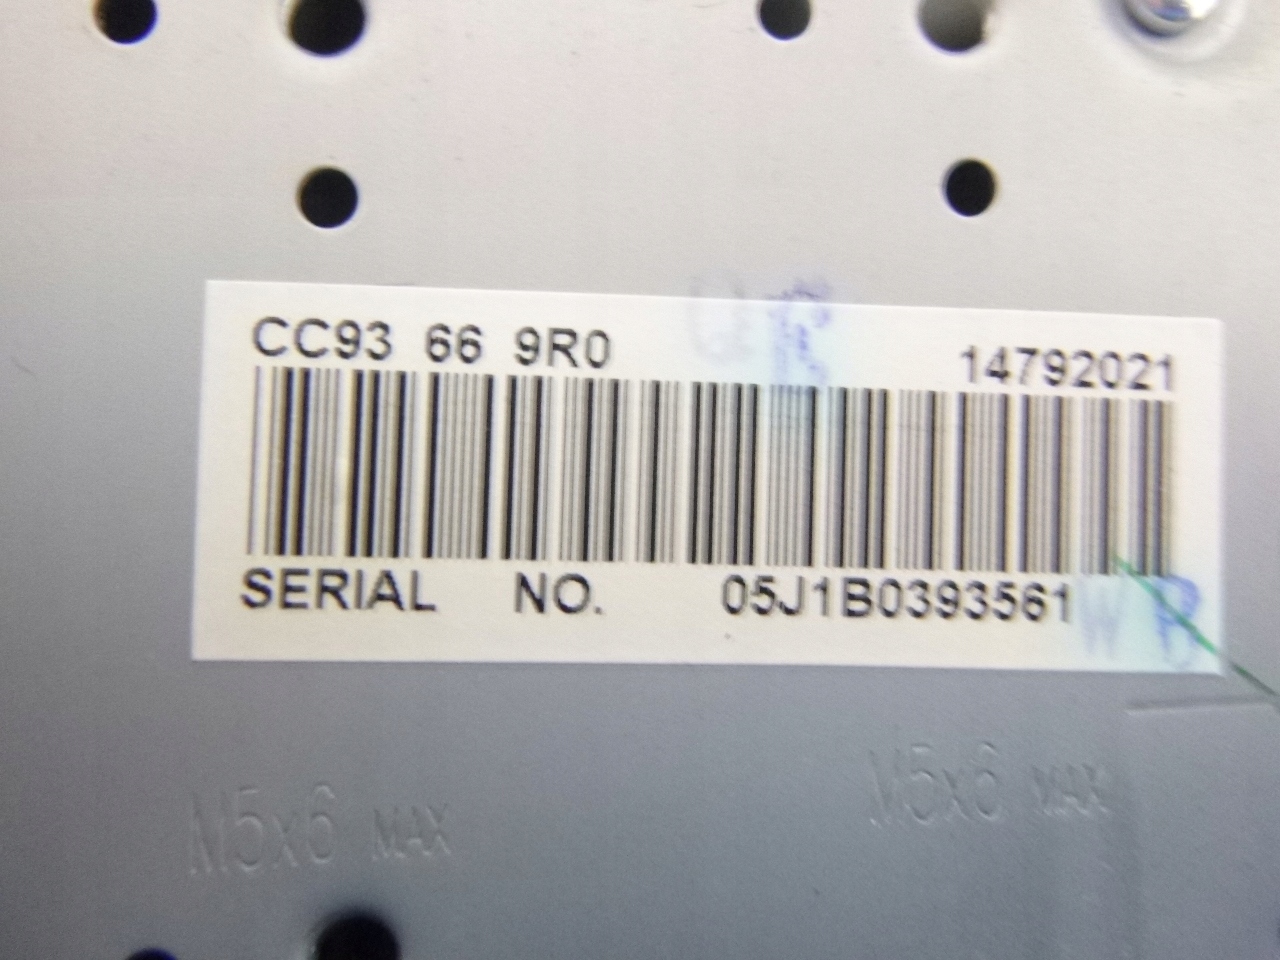 CC93 66 9R0 14792021
SERIAL NO. 05J1B0393561
W B
M5x6 MAX M5x6 MAX